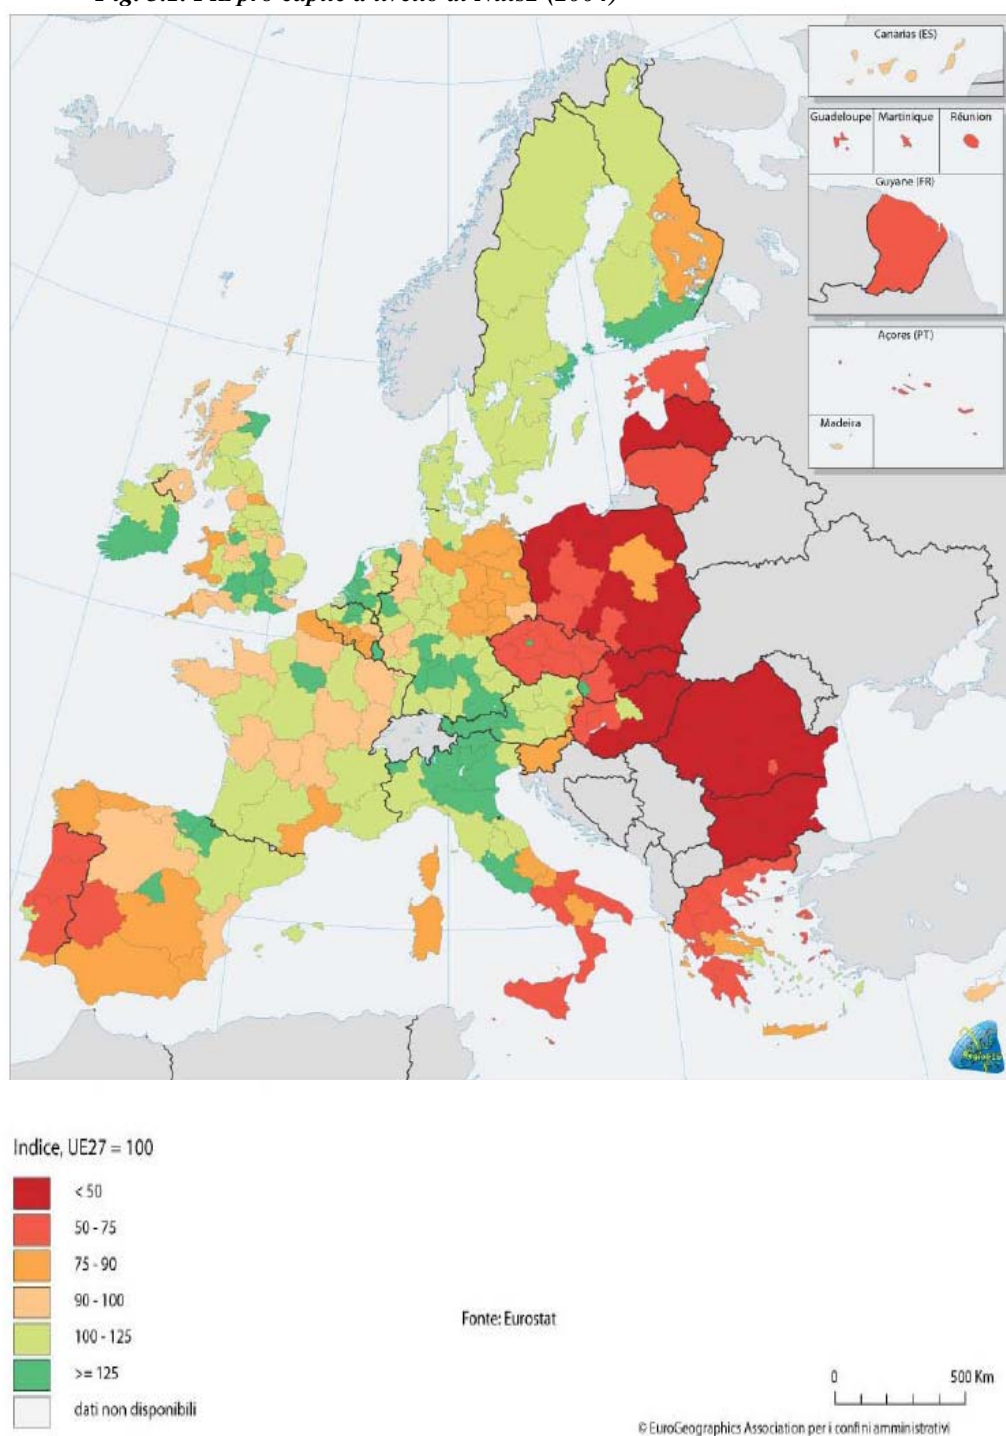 Canarias (ES)
Guadeloupe
Martinique
Réunion
Guyane (FR)
Açores (PT)
Madeira
Indice, UE27 = 100
< 50
50 - 75
75 - 90
90 - 100
100 - 125
>= 125
dati non disponibili
Fonte: Eurostat
0 500 Km
© EuroGeographics Association per i confini amministrativi